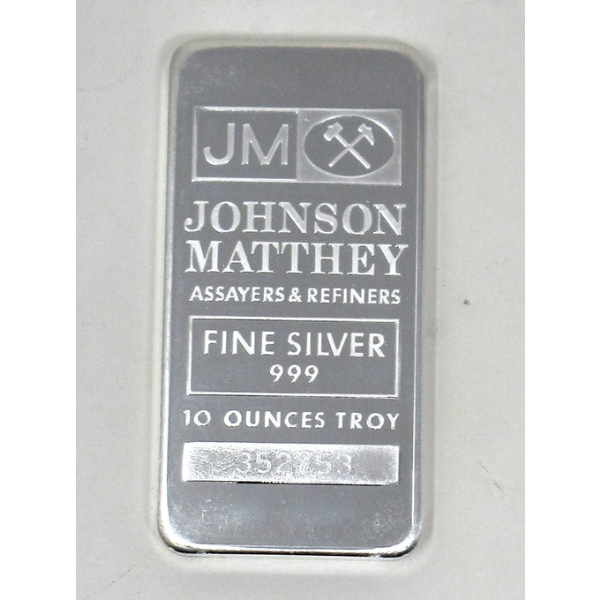 JM
JOHNSON
MATTHEY
ASSAYERS & REFINERS
FINE SILVER
999
10 OUNCES TROY